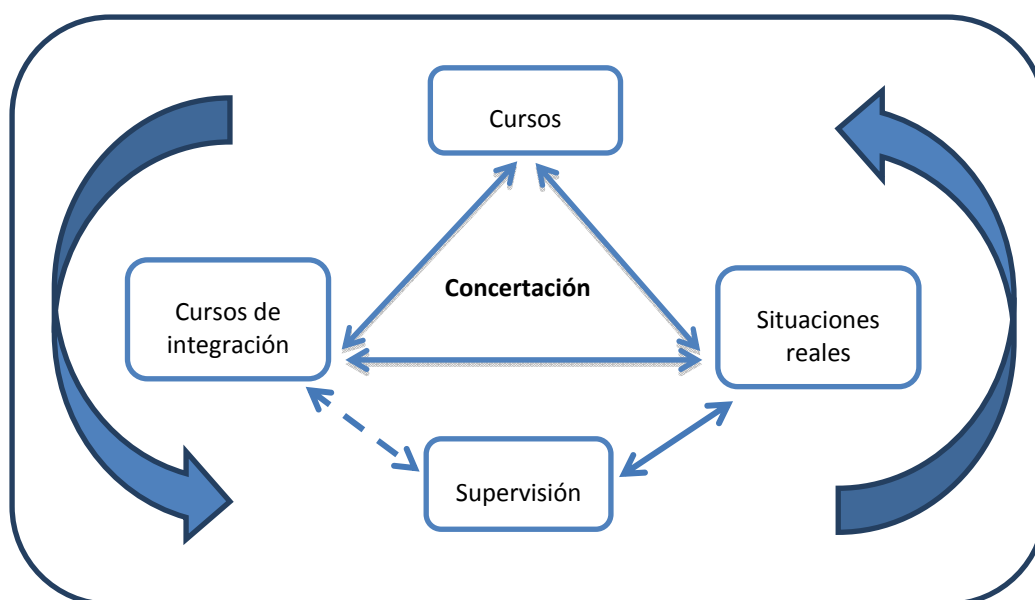 Cursos
Concertación
Cursos de
integración
Situaciones
reales
Supervisión